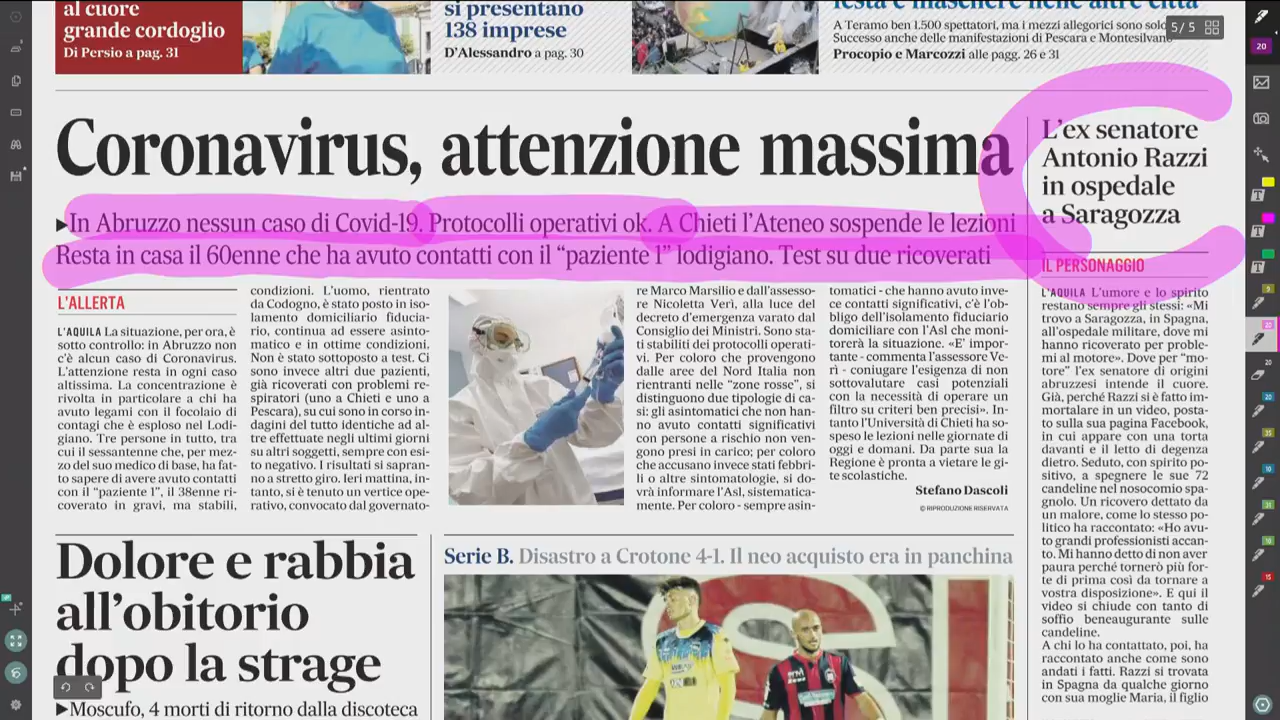 al cuore
grande cordoglio
Di Persio a pag. 31
si presentano
138 imprese
D'Alessandro a pag. 30
A Teramo ben 1.500 spettatori, ma i mezzi allegorici sono
Successo anche delle manifestazioni di Pescara e Montesilvano
Procopio e Marcozzi alle pagg. 26 e 31
5/5
20
Coronavirus, attenzione massima
▶In Abruzzo nessun caso di Covid-19. Protocolli operativi ok. A Chieti l'Ateneo sospende le lezioni
Resta in casa il 60enne che ha avuto contatti con il "paziente 1" lodigiano. Test su due ricoverati
L'ALLERTA
L'AQUILA La situazione, per ora, è
sotto controllo: in Abruzzo non
c'è alcun caso di Coronavirus.
L'attenzione resta in ogni caso
altissima. La concentrazione è
rivolta in particolare a chi ha
avuto legami con il focolaio di
contagi che è esploso nel Lodi-
giano. Tre persone in tutto, tra
cui il sessantenne che, per mez-
zo del suo medico di base, ha fat-
to sapere di avere avuto contatti
con il "paziente 1", il 38enne ri-
coverato in gravi, ma stabili,
condizioni. L'uomo, rientrato
da Codogno, è stato posto in iso-
lamento domiciliare fiducia-
rio, continua ad essere asinto-
matico e in ottime condizioni.
Non è stato sottoposto a test. Ci
sono invece altri due pazienti,
già ricoverati con problemi re-
spiratori (uno a Chieti e uno a
Pescara), su cui sono in corso in-
dagini del tutto identiche ad al-
tre effettuate negli ultimi giorni
su altri soggetti, sempre con esi-
to negativo. I risultati si sapran-
no a stretto giro. Ieri mattina, in-
tanto, si è tenuto un vertice ope-
rativo, convocato dal governato-
re Marco Marsilio e dall'assesso-
re Nicoletta Verì, alla luce del
decreto d'emergenza varato dal
Consiglio dei Ministri. Sono sta-
ti stabiliti dei protocolli operati-
vi. Per coloro che provengono
dalle aree del Nord Italia non
rientranti nelle "zone rosse", si
distinguono due tipologie di ca-
si: gli asintomatici che non han-
no avuto contatti significativi
con persone a rischio non ven-
gono presi in carico; per coloro
che accusano invece stati febbri-
li o altre sintomatologie, si do-
vrà informare l'Asl, sistematica-
mente. Per coloro - sempre asin-
tomatici - che hanno avuto inve-
ce contatti significativi, c'è l'ob-
bligo dell'isolamento fiduciario
domiciliare con l'Asl che moni-
torerà la situazione. «E' impor-
tante - commenta l'assessore Ve-
rì - coniugare l'esigenza di non
sottovalutare casi potenziali
con la necessità di operare un
filtro su criteri ben precisi». In-
tanto l'Università di Chieti ha so-
speso le lezioni nelle giornate di
oggi e domani. Da parte sua la
Regione è pronta a vietare le gi-
te scolastiche.
Stefano Dascoli
© RIPRODUZIONE RISERVATA
L'ex senatore
Antonio Razzi
in ospedale
a Saragozza
IL PERSONAGGIO
L'AQUILA L'umore e lo spirito
restano sempre gli stessi: «Mi
trovo a Saragozza, in Spagna,
all'ospedale militare, dove mi
hanno ricoverato per proble-
mi al motore». Dove per "mo-
tore" l'ex senatore di origini
abruzzesi intende il cuore.
Già, perché Razzi si è fatto im-
mortalare in un video, posta-
to sulla sua pagina Facebook,
in cui appare con una torta
davanti e il letto di degenza
dietro. Seduto, con spirito po-
sitivo, a spegnere le sue 72
candeline nel nosocomio spa-
gnolo. Un ricovero dettato da
un malore, come lo stesso po-
litico ha raccontato: «Ho avu-
to grandi professionisti accan-
to. Mi hanno detto di non aver
paura perché tornerò più for-
te di prima così da tornare a
vostra disposizione». E qui il
video si chiude con tanto di
soffio beneaugurante sulle
candeline.
A chi lo ha contattato, poi, ha
raccontato anche come sono
andati i fatti. Razzi si trovata
in Spagna da qualche giorno
con sua moglie Maria, il figlio
Dolore e rabbia
all'obitorio
dopo la strage
▶Moscufo, 4 morti di ritorno dalla discoteca
Serie B. Disastro a Crotone 4-1. Il neo acquisto era in panchina